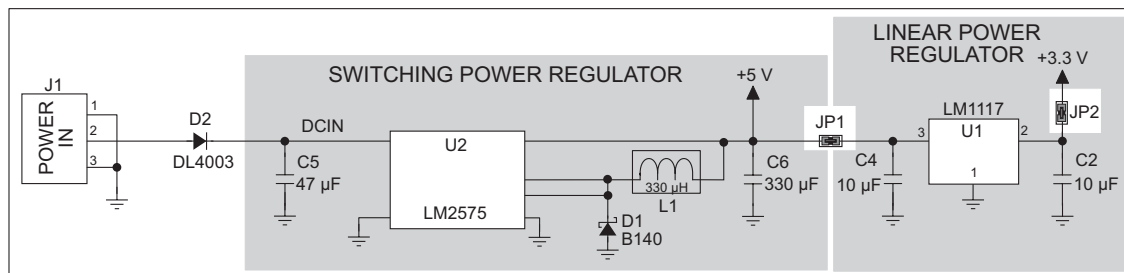 LINEAR POWER
REGULATOR
SWITCHING POWER REGULATOR
+3.3 V
+5 V
J1
POWER
IN
1
2
3
D2
DL4003
DCIN
C5
47 µF
U2
LM2575
330 µH
L1
D1
B140
C6
330 µF
JP1
C4
10 µF
LM1117
3
U1
2
1
JP2
C2
10 µF